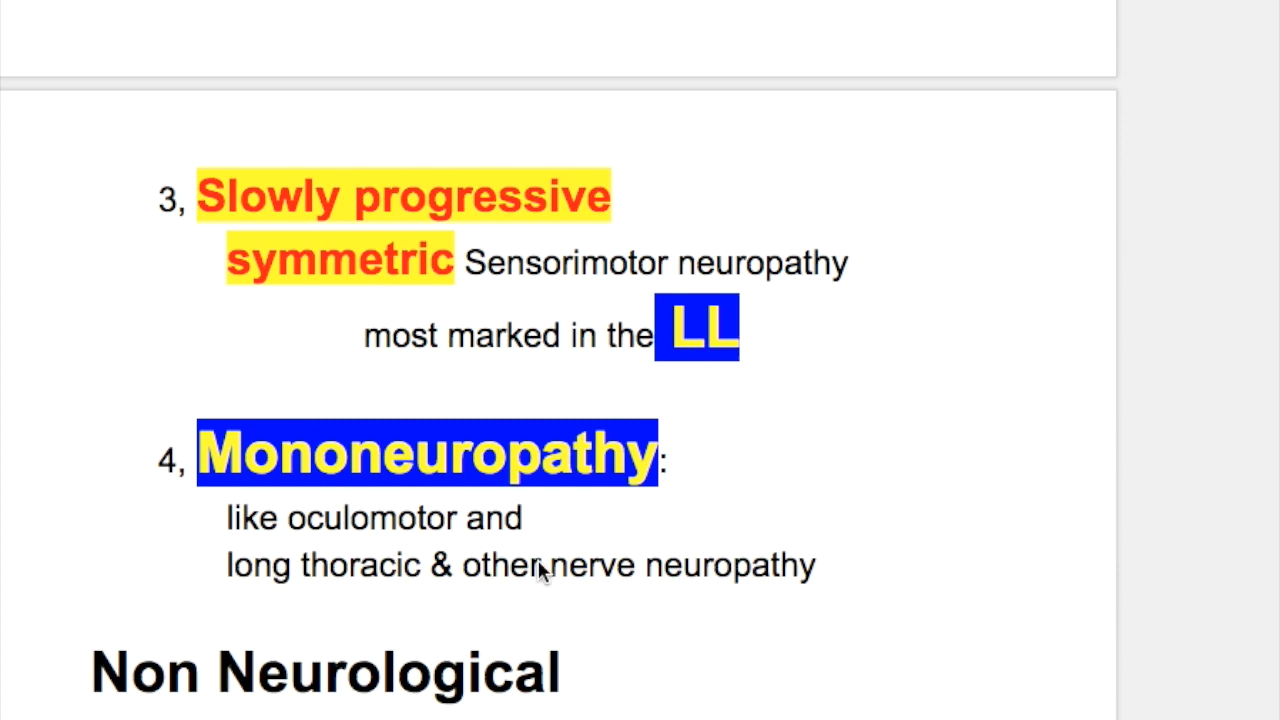 3, Slowly progressive
symmetric Sensorimotor neuropathy
most marked in the LL
4, Mononeuropathy:
like oculomotor and
long thoracic & other nerve neuropathy
Non Neurological